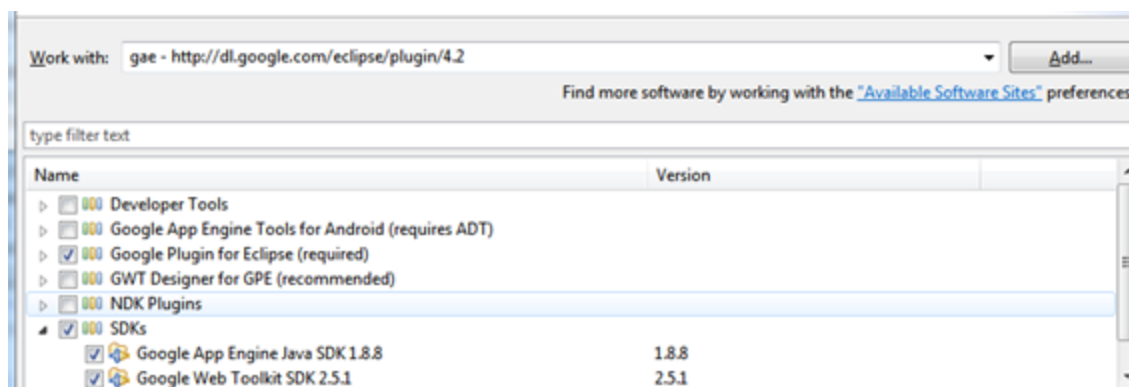 Work with: gae - http://dl.google.com/eclipse/plugin/4.2 Add...
Find more software by working with the "Available Software Sites" preferences
type filter text
Name Version
Developer Tools
Google App Engine Tools for Android (requires ADT)
Google Plugin for Eclipse (required)
GWT Designer for GPE (recommended)
NDK Plugins
SDKs
Google App Engine Java SDK 1.8.8 1.8.8
Google Web Toolkit SDK 2.5.1 2.5.1